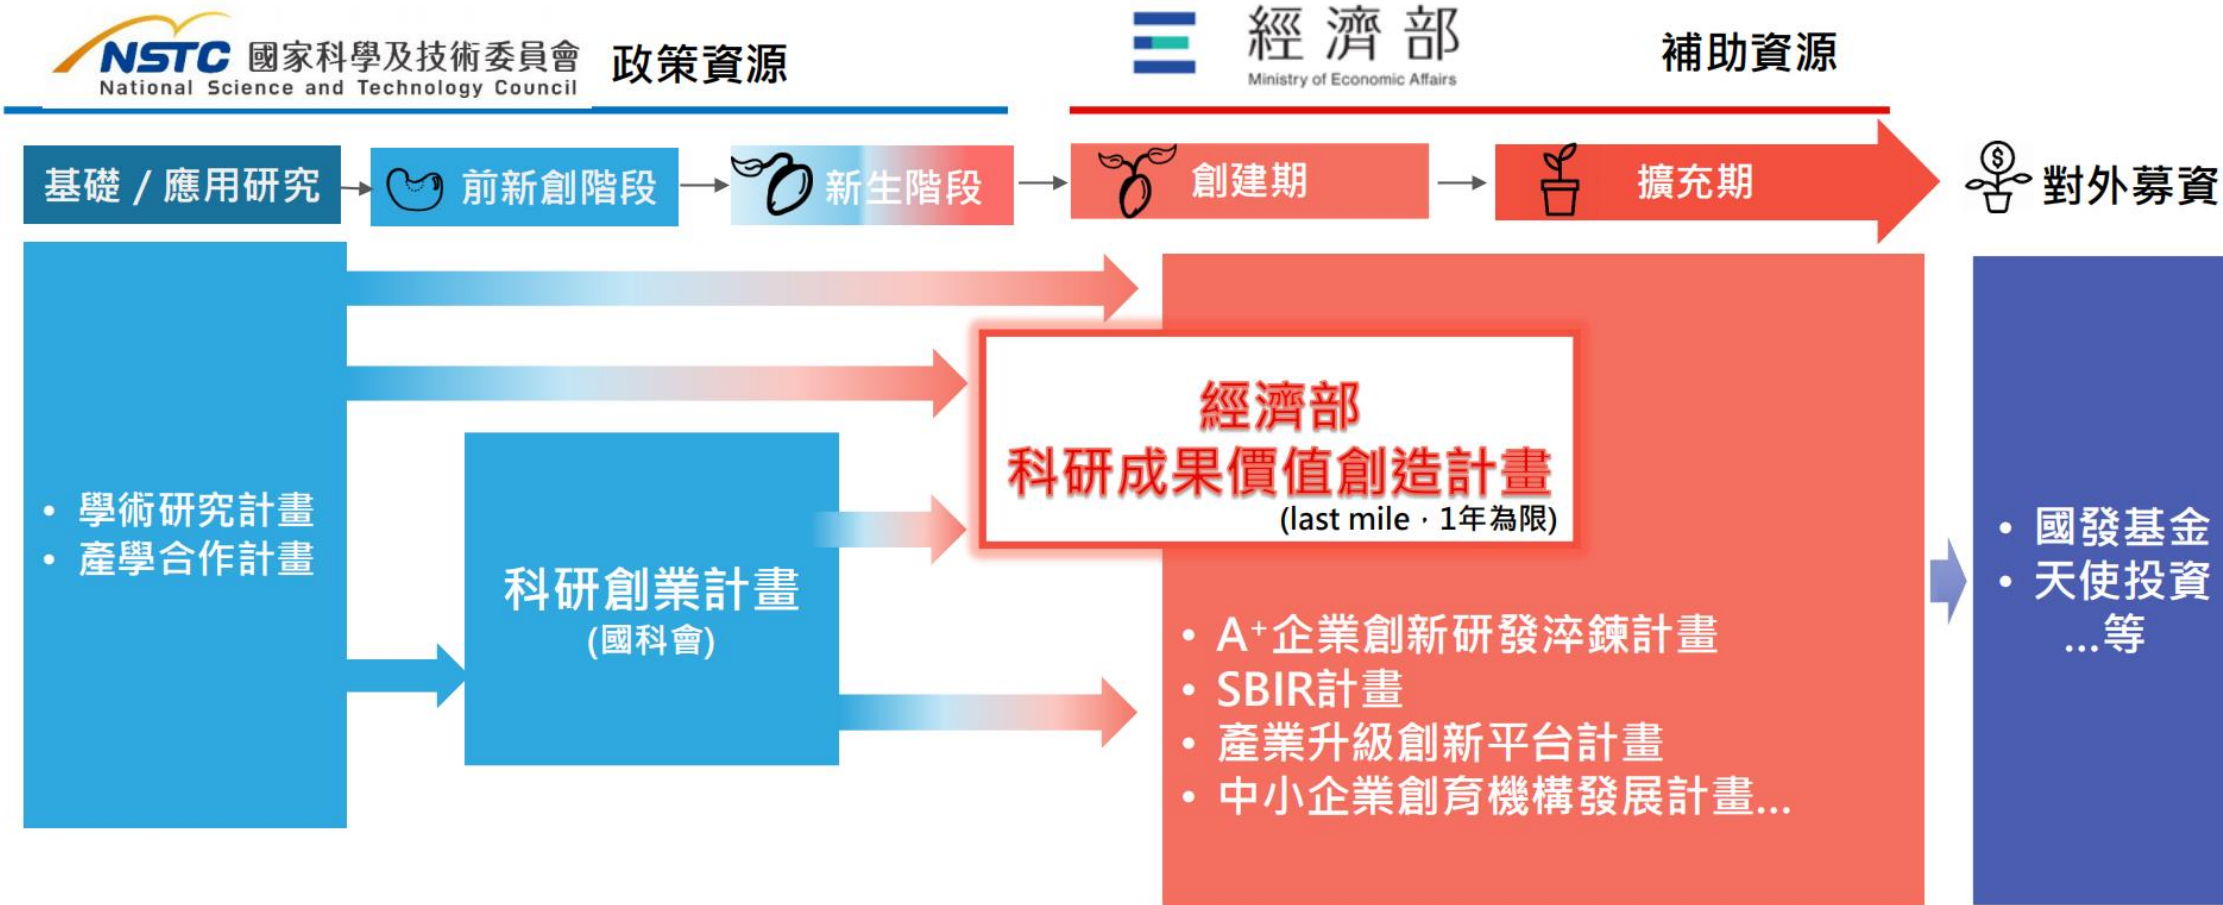 NSTC 國家科學及技術委員會
National Science and Technology Council
政策資源
經濟部
Ministry of Economic Affairs
補助資源
基礎 / 應用研究
前新創階段
新生階段
創建期
擴充期
$
對外募資
• 學術研究計畫
• 產學合作計畫
科研創業計畫
(國科會)
經濟部
科研成果價值創造計畫
(last mile，1年為限)
• A⁺企業創新研發淬鍊計畫
• SBIR計畫
• 產業升級創新平台計畫
• 中小企業創育機構發展計畫...
• 國發基金
• 天使投資
...等